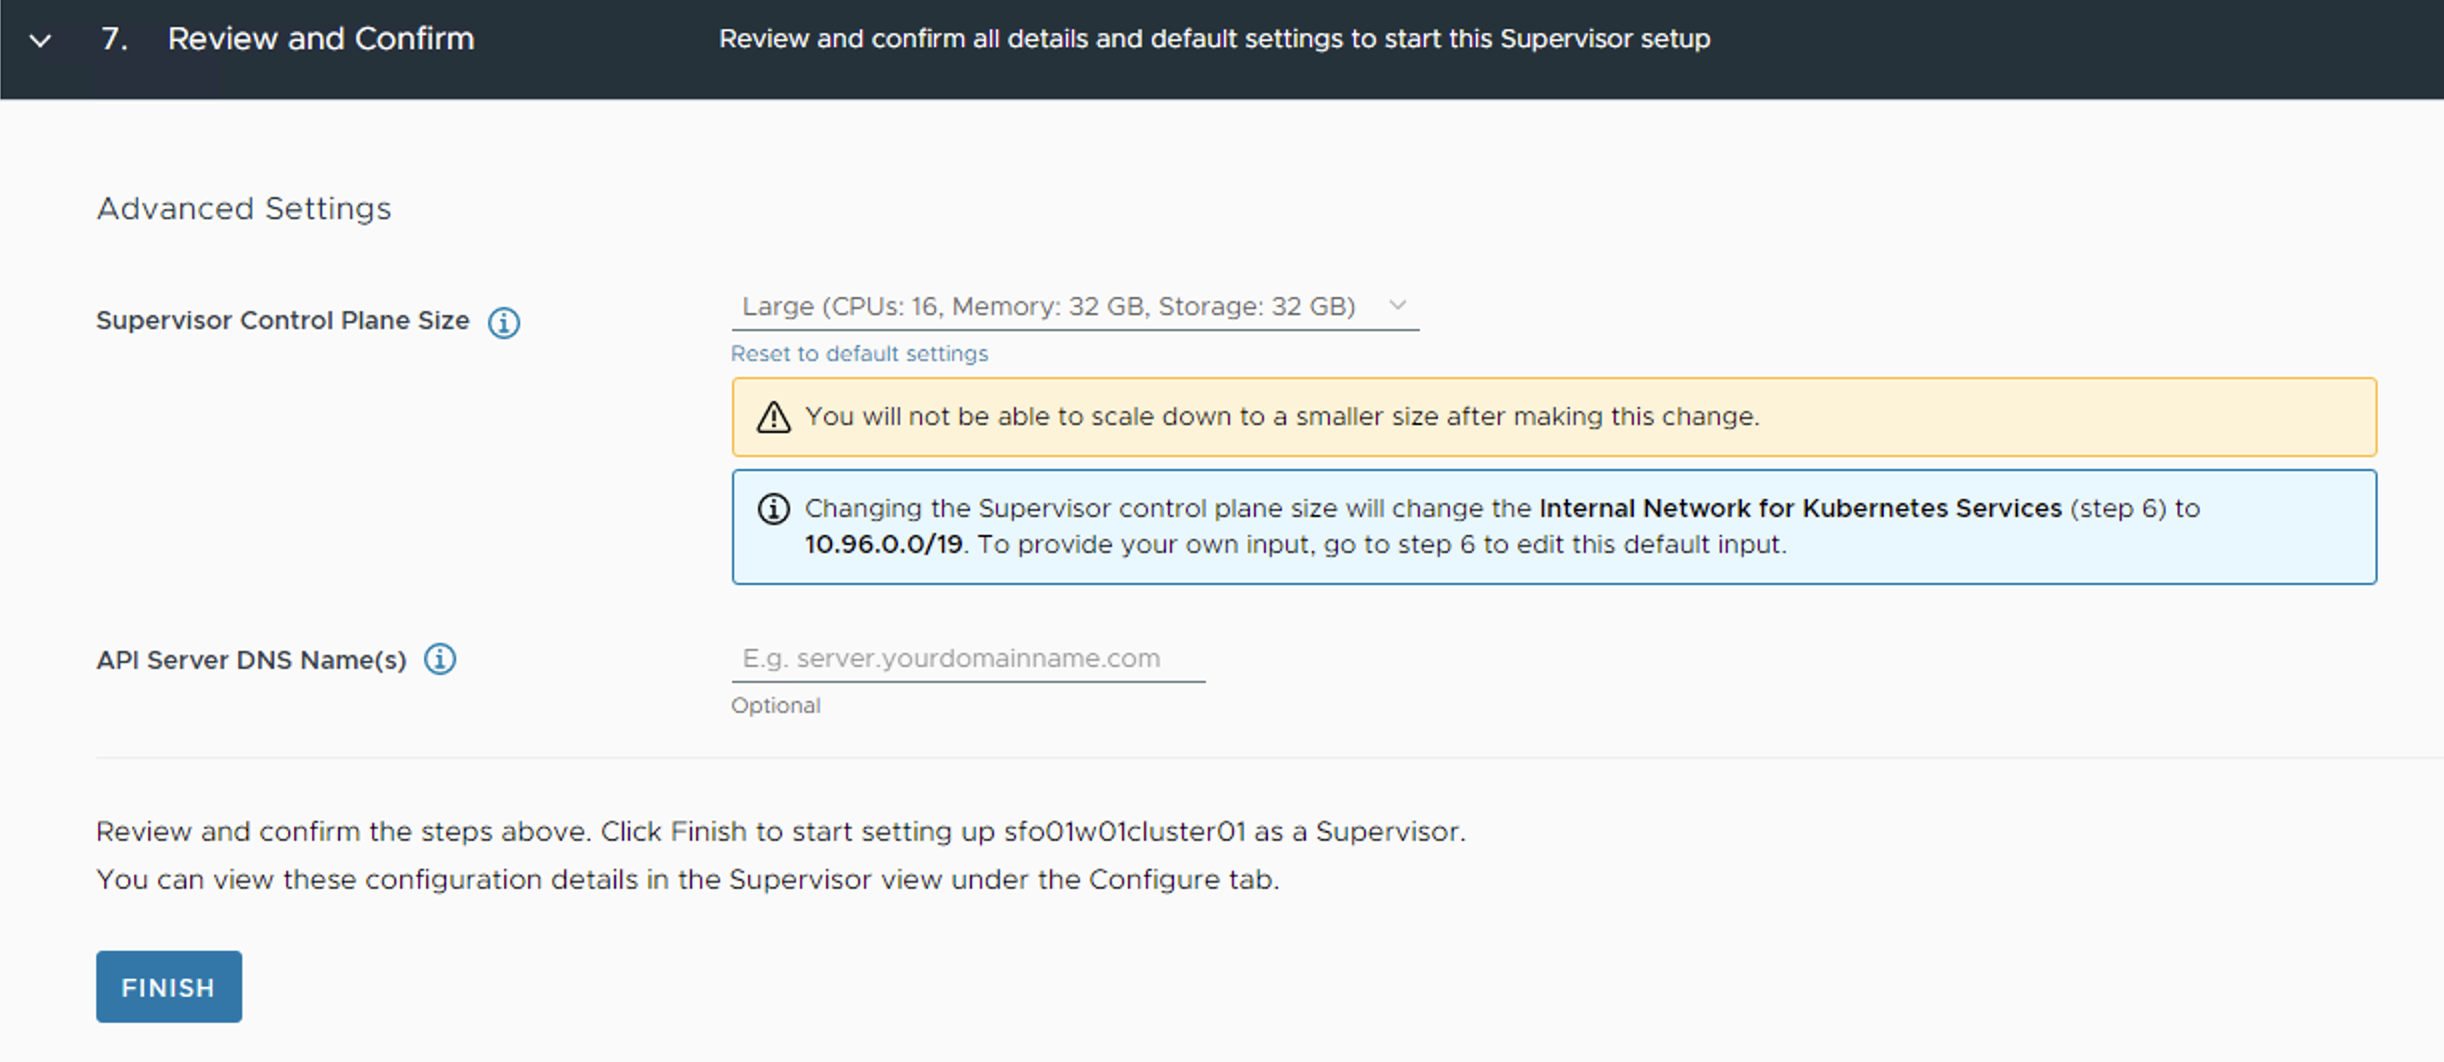 7. Review and Confirm Review and confirm all details and default settings to start this Supervisor setup
Advanced Settings
Supervisor Control Plane Size Large (CPUs: 16, Memory: 32 GB, Storage: 32 GB)
Reset to default settings
You will not be able to scale down to a smaller size after making this change.
Changing the Supervisor control plane size will change the Internal Network for Kubernetes Services (step 6) to
10.96.0.0/19. To provide your own input, go to step 6 to edit this default input.
API Server DNS Name(s) E.g. server.yourdomainname.com
Optional
Review and confirm the steps above. Click Finish to start setting up sfo01w01cluster01 as a Supervisor.
You can view these configuration details in the Supervisor view under the Configure tab.
FINISH